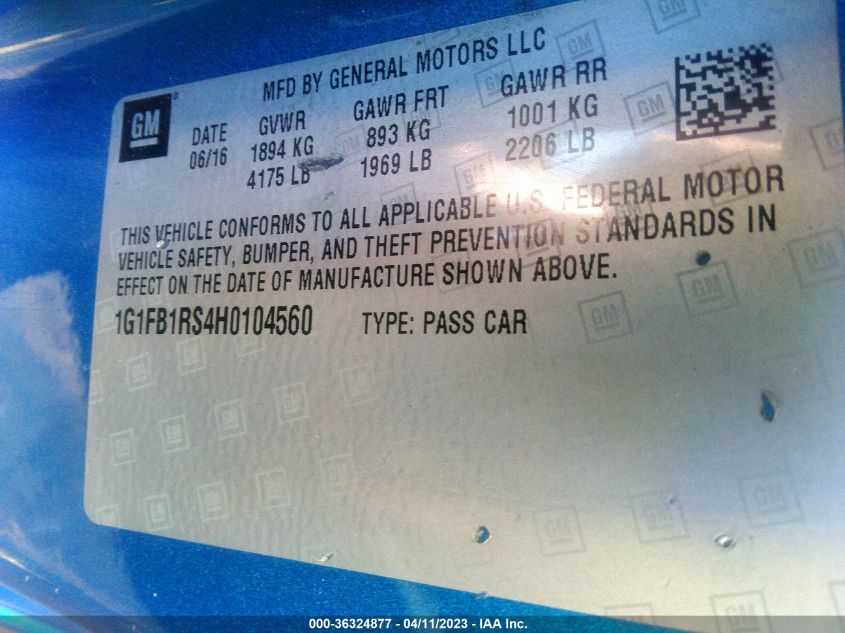 MFD BY GENERAL MOTORS LLC
GM
DATE GVWR GAWR FRT GAWR RR
06/16 1894 KG 893 KG 1001 KG
4175 LB 1969 LB 2206 LB
THIS VEHICLE CONFORMS TO ALL APPLICABLE U.S. FEDERAL MOTOR
VEHICLE SAFETY, BUMPER, AND THEFT PREVENTION STANDARDS IN
EFFECT ON THE DATE OF MANUFACTURE SHOWN ABOVE.
1G1FB1RS4H0104560 TYPE: PASS CAR
000-36324877 - 04/11/2023 - IAA Inc.